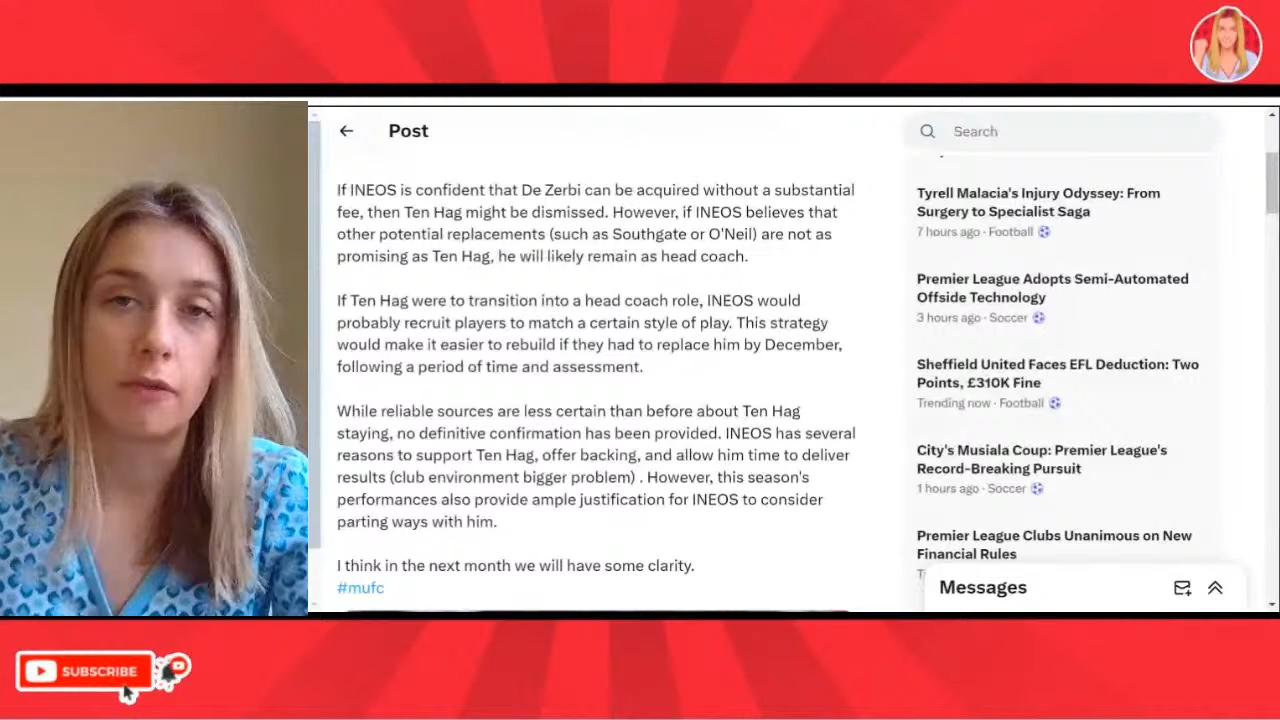 Post
If INEOS is confident that De Zerbi can be acquired without a substantial
fee, then Ten Hag might be dismissed. However, if INEOS believes that
other potential replacements (such as Southgate or O'Neil) are not as
promising as Ten Hag, he will likely remain as head coach.
If Ten Hag were to transition into a head coach role, INEOS would
probably recruit players to match a certain style of play. This strategy
would make it easier to rebuild if they had to replace him by December,
following a period of time and assessment.
While reliable sources are less certain than before about Ten Hag
staying, no definitive confirmation has been provided. INEOS has several
reasons to support Ten Hag, offer backing, and allow him time to deliver
results (club environment bigger problem) . However, this season's
performances also provide ample justification for INEOS to consider
parting ways with him.
I think in the next month we will have some clarity.
#mufc
Search
Tyrell Malacia's Injury Odyssey: From
Surgery to Specialist Saga
7 hours ago · Football
Premier League Adopts Semi-Automated
Offside Technology
3 hours ago · Soccer
Sheffield United Faces EFL Deduction: Two
Points, £310K Fine
Trending now · Football
City's Musiala Coup: Premier League's
Record-Breaking Pursuit
1 hours ago · Soccer
Premier League Clubs Unanimous on New
Financial Rules
Messages
SUBSCRIBE